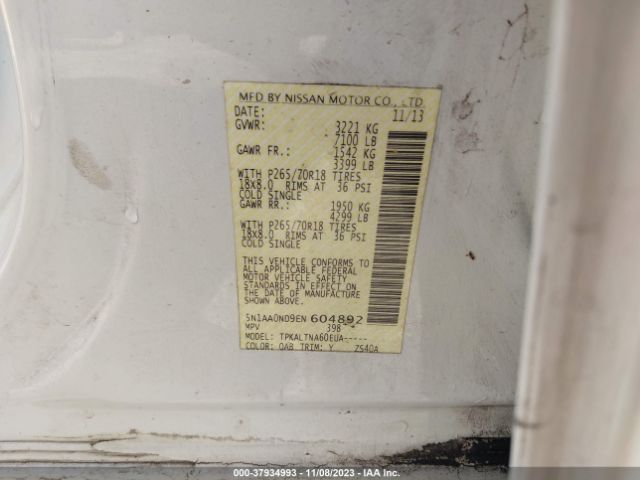 MFD BY NISSAN MOTOR CO., LTD
DATE: 11/13
GVWR: 3221 KG
7100 LB
GAWR FR.: 1542 KG
3399 LB
WITH P265/70R18 TIRES
18X8.0 RIMS AT 36 PSI
COLD SINGLE
GAWR RR.: 1950 KG
4299 LB
WITH P265/70R18 TIRES
18X8.0 RIMS AT 36 PSI
COLD SINGLE
THIS VEHICLE CONFORMS TO
ALL APPLICABLE FEDERAL
MOTOR VEHICLE SAFETY
STANDARDS IN EFFECT ON
THE DATE OF MANUFACTURE
SHOWN ABOVE.
5N1AA0ND9EN 604892
MPV 398
MODEL: TPKALTNA60EUA-----
COLOR: QAB TRIM: Y ZS40A
000-37934993 - 11/08/2023 - IAA Inc.